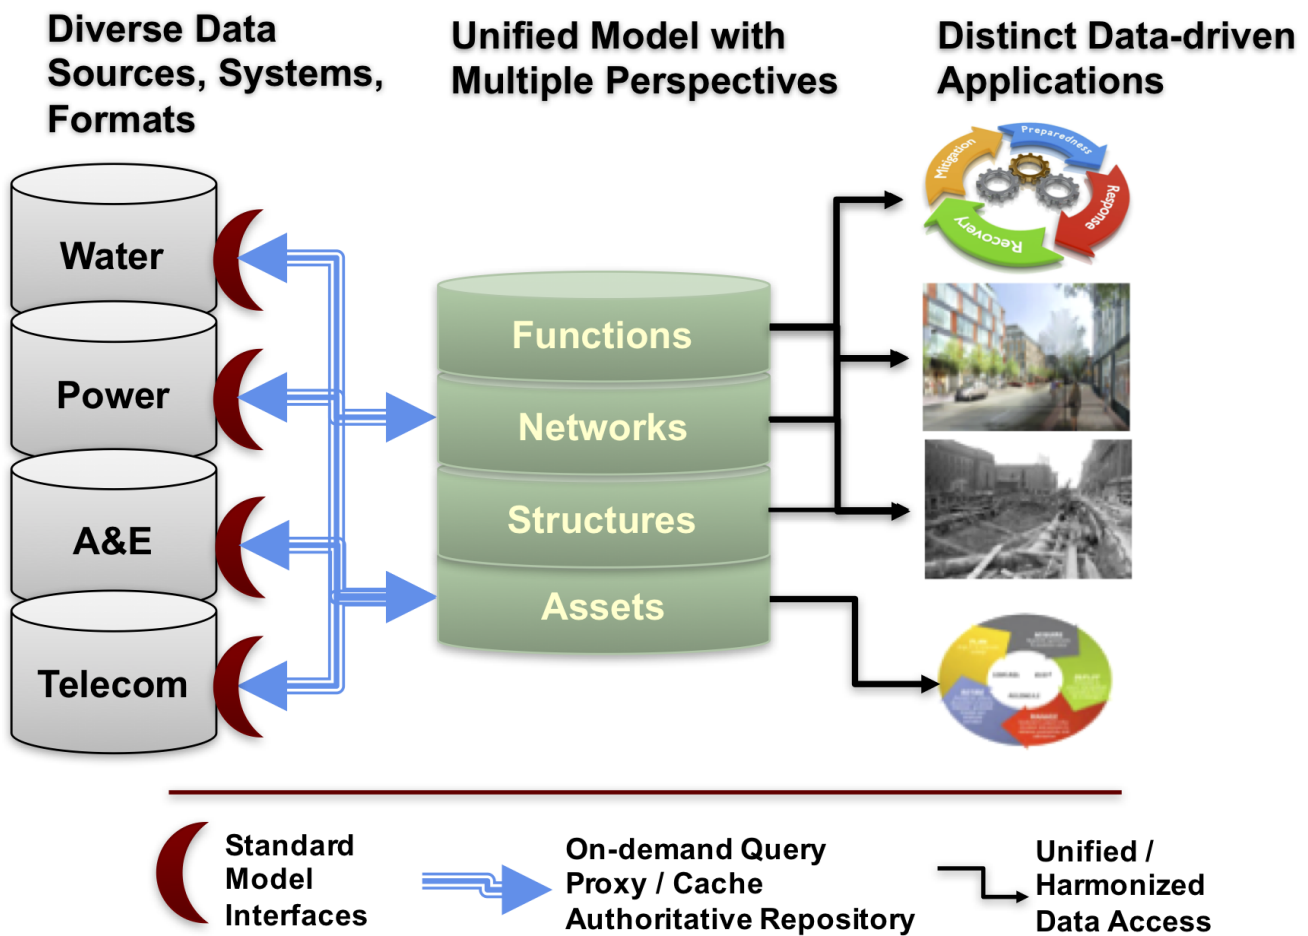 Diverse Data
Sources, Systems,
Formats
Unified Model with
Multiple Perspectives
Distinct Data-driven
Applications
Water
Power
A&E
Telecom
Functions
Networks
Structures
Assets
Mitigation
Preparedness
Response
Recovery
Standard
Model
Interfaces
On-demand Query
Proxy / Cache
Authoritative Repository
Unified /
Harmonized
Data Access